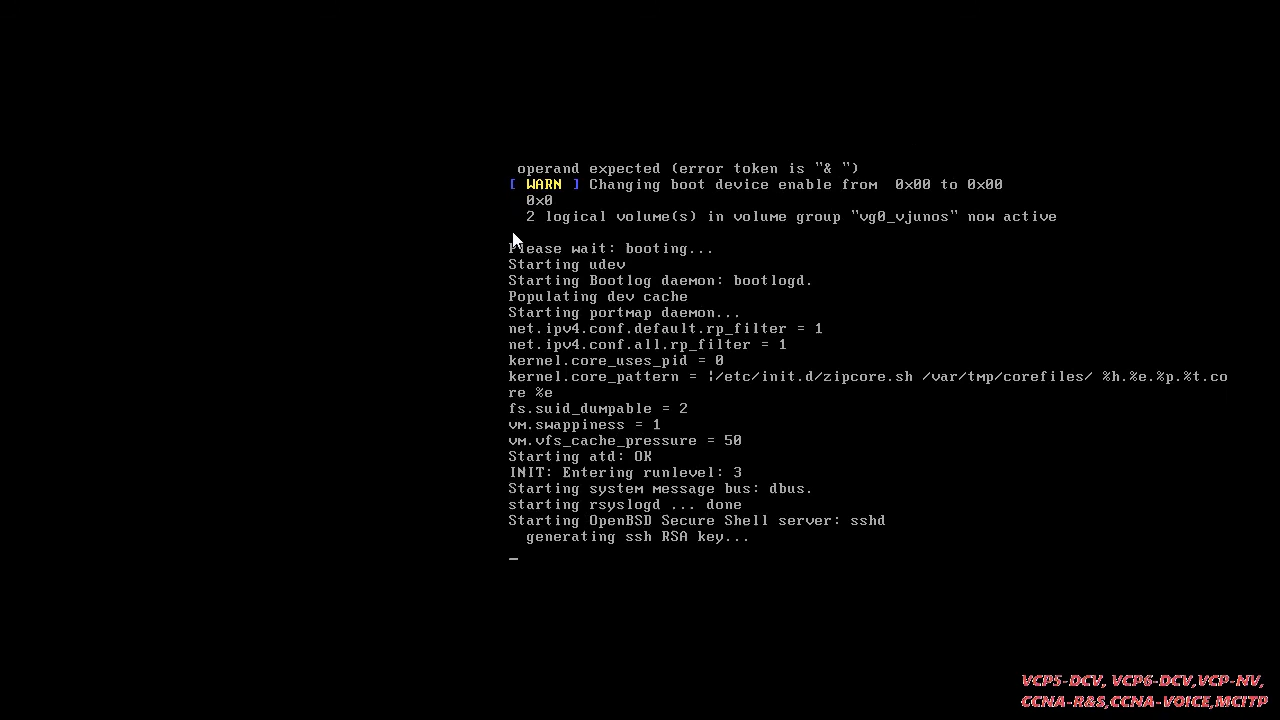 operand expected (error token is "& ")
[ WARN ] Changing boot device enable from  0x00 to 0x00
0x0
2 logical volume(s) in volume group "vg0_vjunos" now active
Please wait: booting...
Starting udev
Starting Bootlog daemon: bootlogd.
Populating dev cache
Starting portmap daemon...
net.ipv4.conf.default.rp_filter = 1
net.ipv4.conf.all.rp_filter = 1
kernel.core_uses_pid = 0
kernel.core_pattern = |/etc/init.d/zipcore.sh /var/tmp/corefiles/ %h.%e.%p.%t.co
re %e
fs.suid_dumpable = 2
vm.swappiness = 1
vm.vfs_cache_pressure = 50
Starting atd: OK
INIT: Entering runlevel: 3
Starting system message bus: dbus.
starting rsyslogd ... done
Starting OpenBSD Secure Shell server: sshd
generating ssh RSA key...
_
VCP5-DCV, VCP6-DCV,VCP-NV,
CCNA-R&S,CCNA-VOICE,MCITP